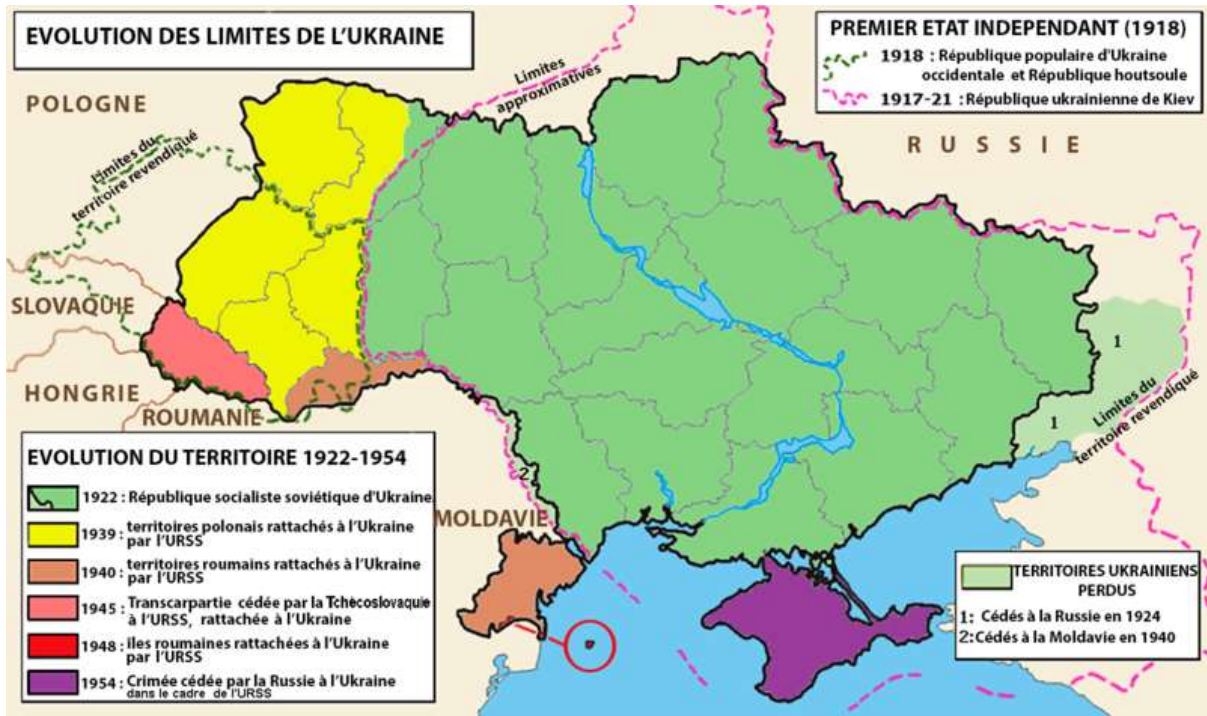 EVOLUTION DES LIMITES DE L'UKRAINE
PREMIER ETAT INDEPENDANT (1918)
1918 : République populaire d'Ukraine
occidentale et République houtsoule
1917-21 : République ukrainienne de Kiev
Limites
approximatives
POLOGNE
RUSSIE
Limites du
territoire revendiqué
SLOVAQUIE
HONGRIE
ROUMANIE
MOLDAVIE
1
1
2
Limites du
territoire revendiqué
EVOLUTION DU TERRITOIRE 1922-1954
1922 : République socialiste soviétique d'Ukraine
1939 : territoires polonais rattachés à l'Ukraine
par l'URSS
1940 : territoires roumains rattachés à l'Ukraine
par l'URSS
1945 : Transcarpatie cédée par la Tchécoslovaquie
à l'URSS, rattachée à l'Ukraine
1948 : iles roumaines rattachées à l'Ukraine
par l'URSS
1954 : Crimée cédée par la Russie à l'Ukraine
dans le cadre de l'URSS
TERRITOIRES UKRAINIENS
PERDUS
1: Cédés à la Russie en 1924
2: Cédés à la Moldavie en 1940